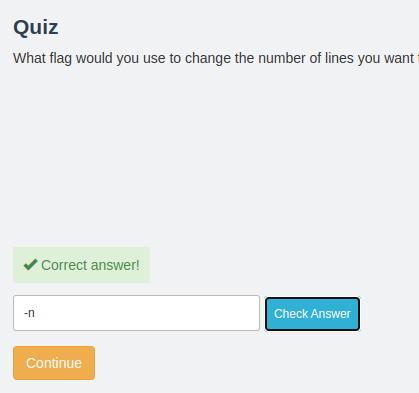 Quiz
What flag would you use to change the number of lines you want
Correct answer!
-n
Check Answer
Continue